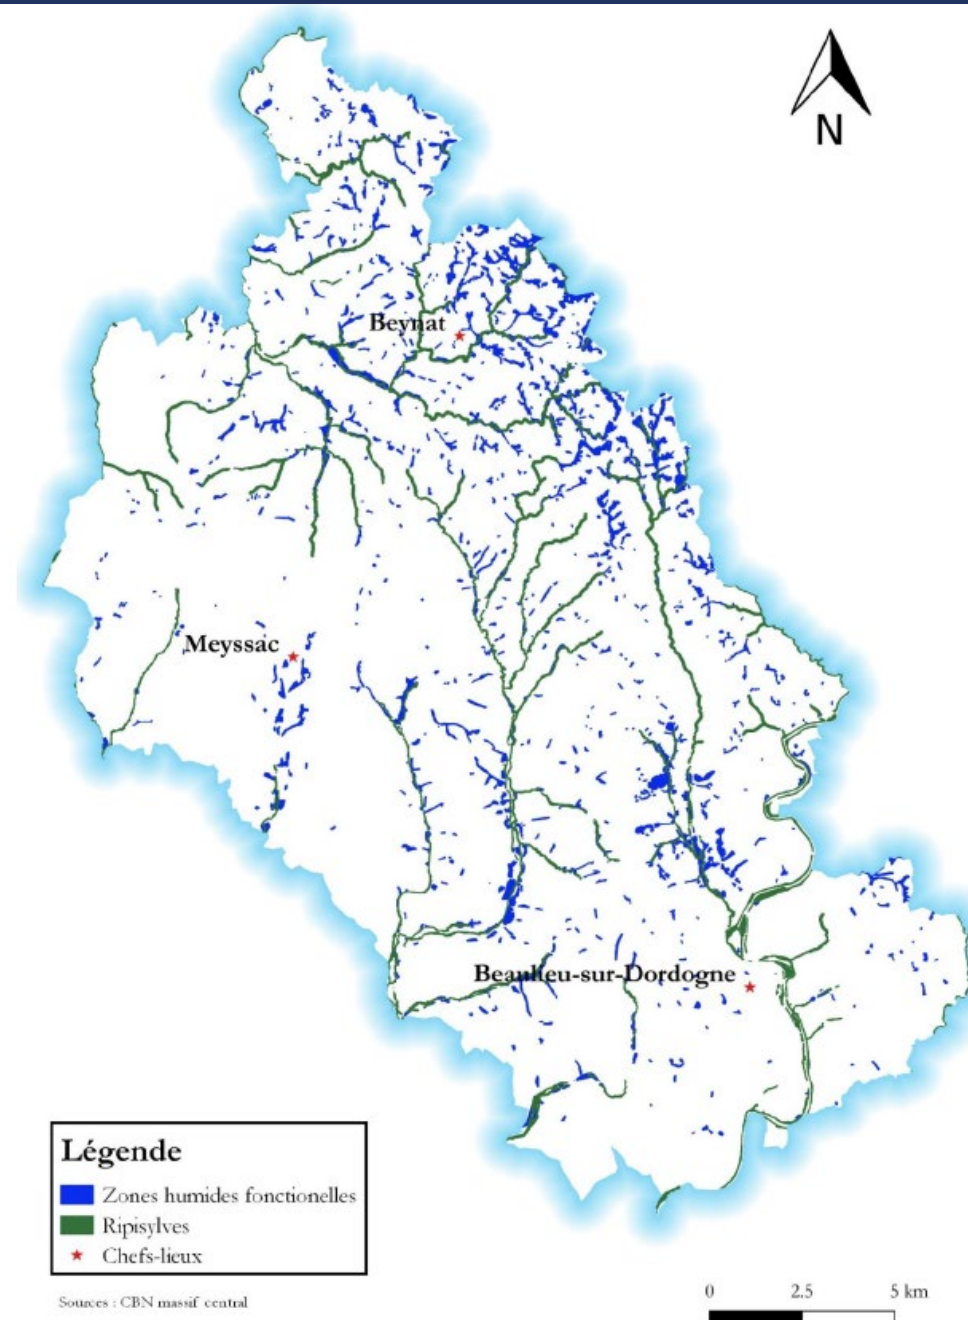 N
Beynat
Meyssac
Beaulieu-sur-Dordogne
Légende
Zones humides fonctionelles
Ripisylves
Chefs-lieux
Sources : CBN massif central
0 2.5 5 km